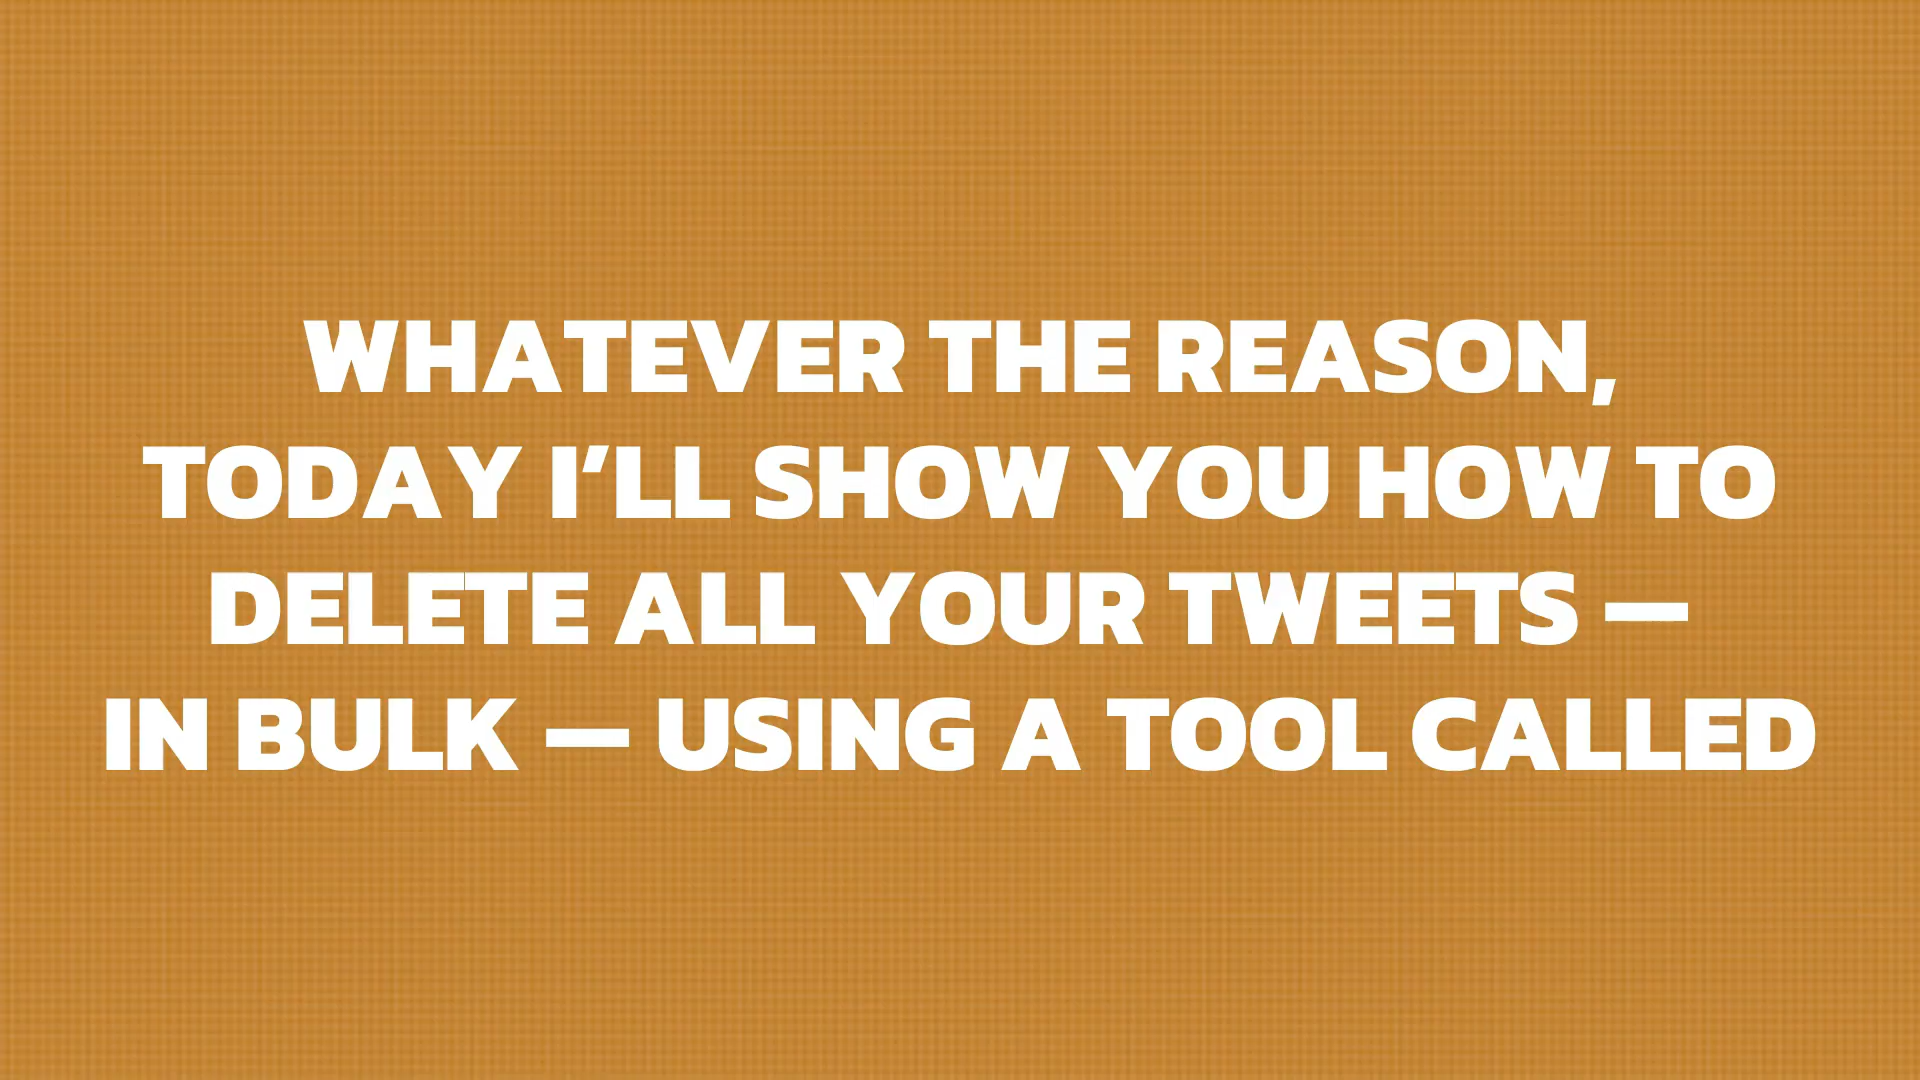 WHATEVER THE REASON,
TODAY I’LL SHOW YOU HOW TO
DELETE ALL YOUR TWEETS —
IN BULK — USING A TOOL CALLED